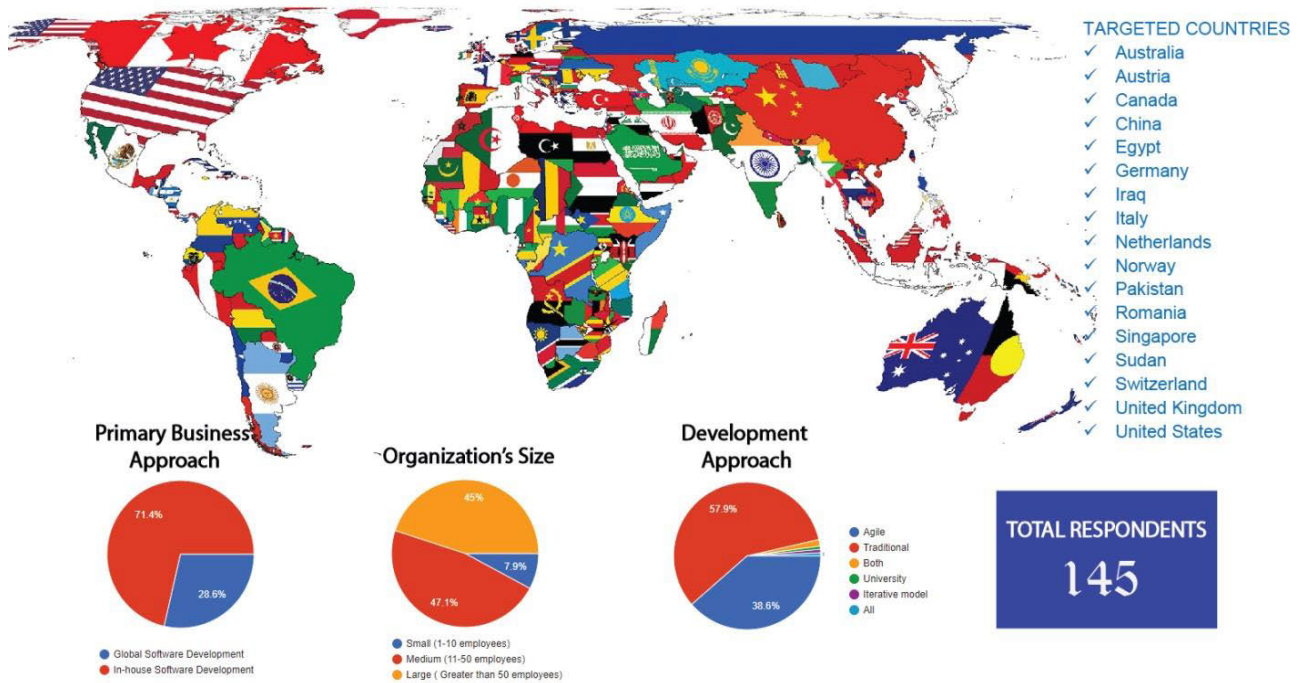 TARGETED COUNTRIES
✓ Australia
✓ Austria
✓ Canada
✓ China
✓ Egypt
✓ Germany
✓ Iraq
✓ Italy
✓ Netherlands
✓ Norway
✓ Pakistan
✓ Romania
✓ Singapore
✓ Sudan
✓ Switzerland
✓ United Kingdom
✓ United States
Primary Business
Approach
71.4%
28.6%
Global Software Development
In-house Software Development
Organization's Size
45%
7.9%
47.1%
Small (1-10 employees)
Medium (11-50 employees)
Large ( Greater than 50 employees)
Development
Approach
57.9%
38.6%
Agile
Traditional
Both
University
Iterative model
All
TOTAL RESPONDENTS
145